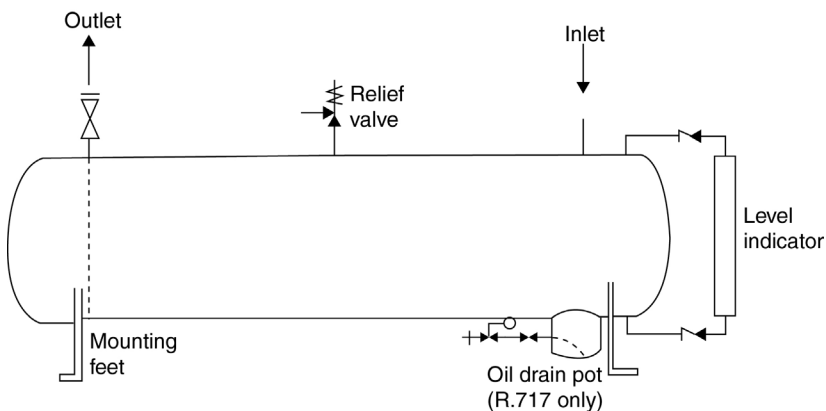 Outlet
Inlet
Relief
valve
Level
indicator
Mounting
feet
Oil drain pot
(R.717 only)